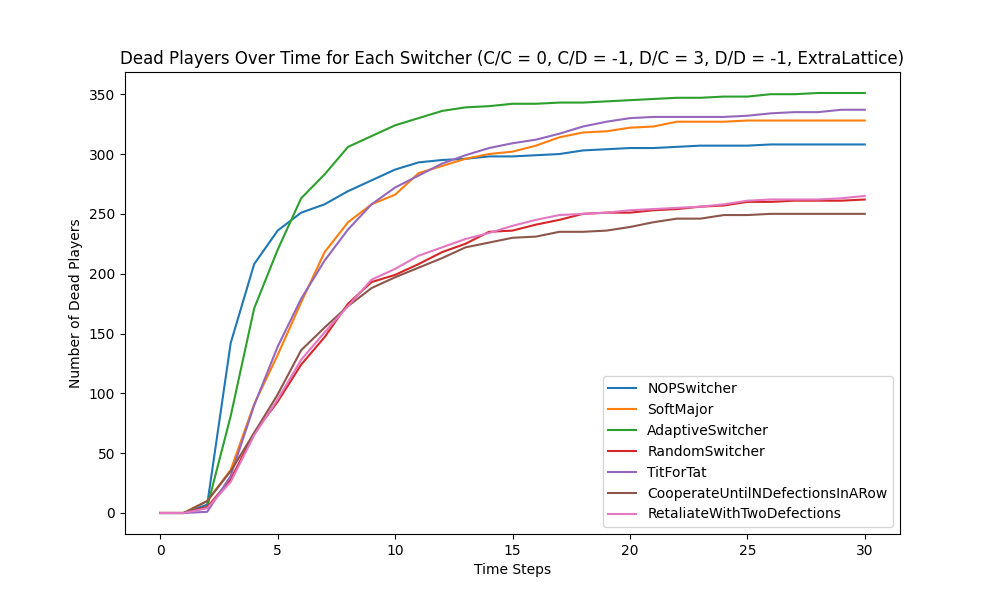 Dead Players Over Time for Each Switcher (C/C = 0, C/D = -1, D/C = 3, D/D = -1, ExtraLattice)
Number of Dead Players
350
300
250
200
150
100
50
0
0 5 10 15 20 25 30
Time Steps
NOPSwitcher
SoftMajor
AdaptiveSwitcher
RandomSwitcher
TitForTat
CooperateUntilNDefectionsInARow
RetaliateWithTwoDefections